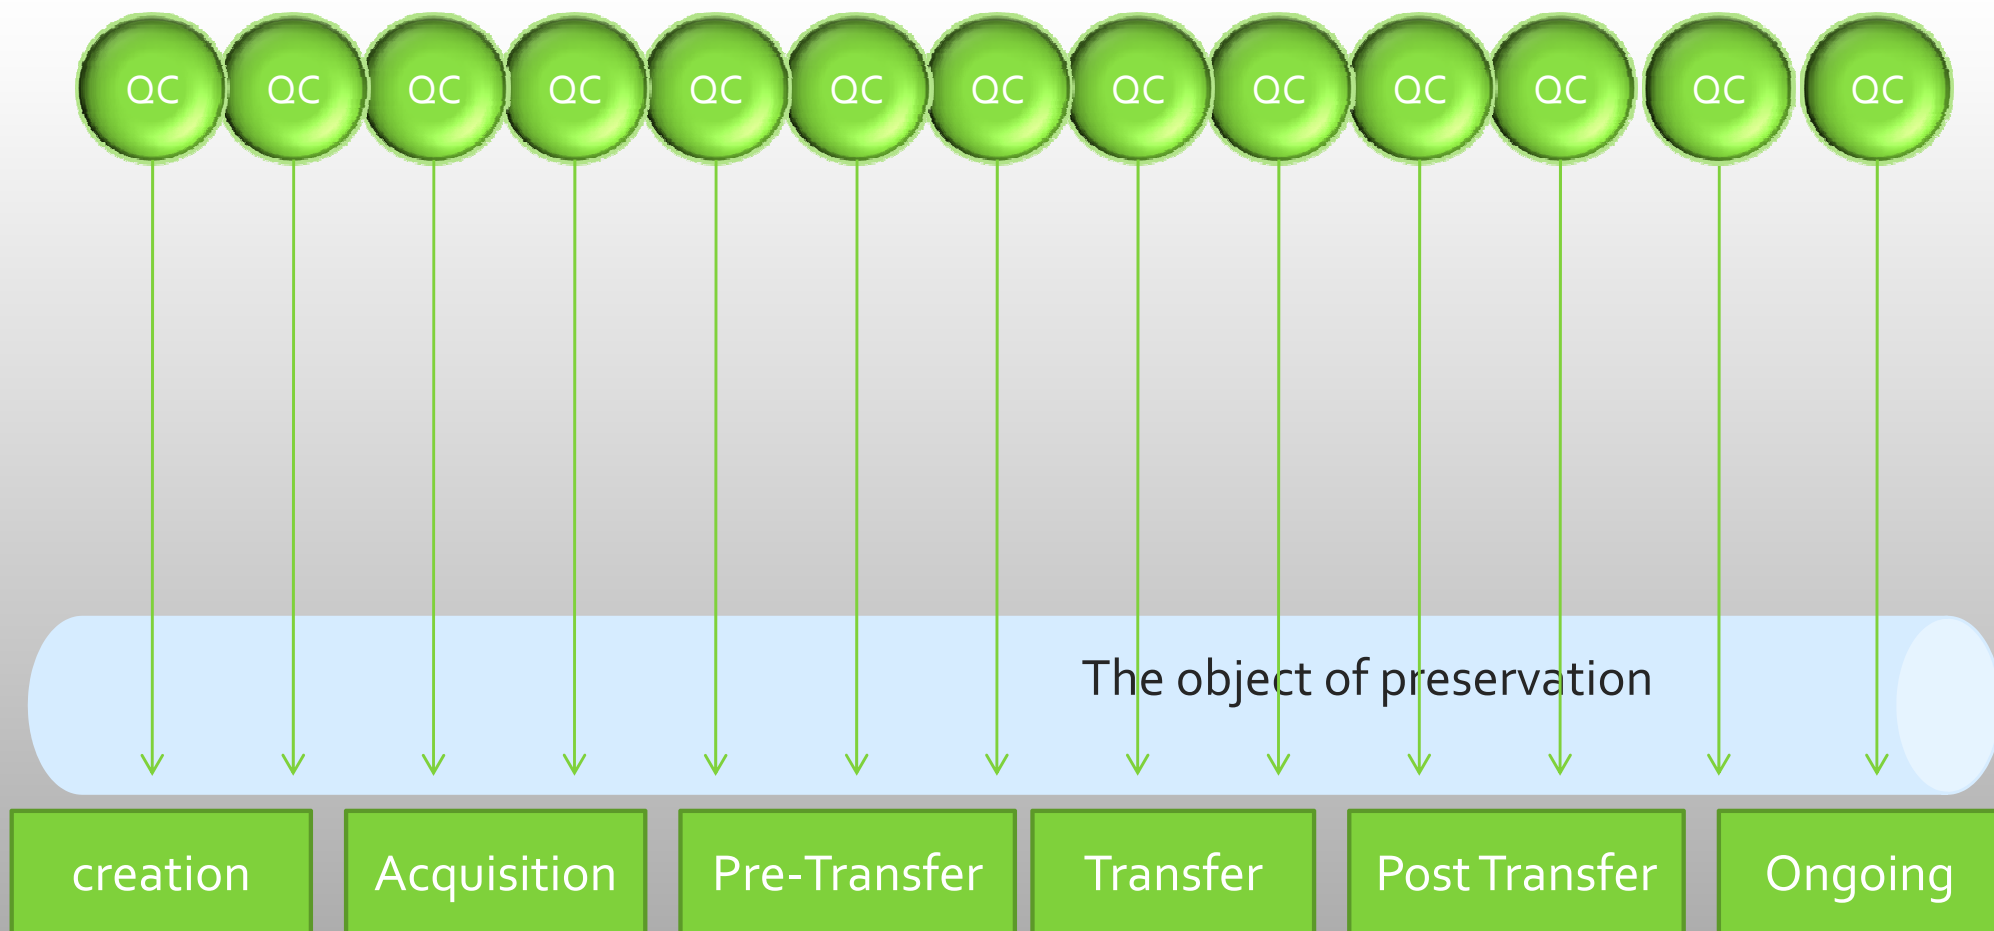 QC QC QC QC QC QC QC QC QC QC QC QC QC
The object of preservation
creation Acquisition Pre-Transfer Transfer Post Transfer Ongoing